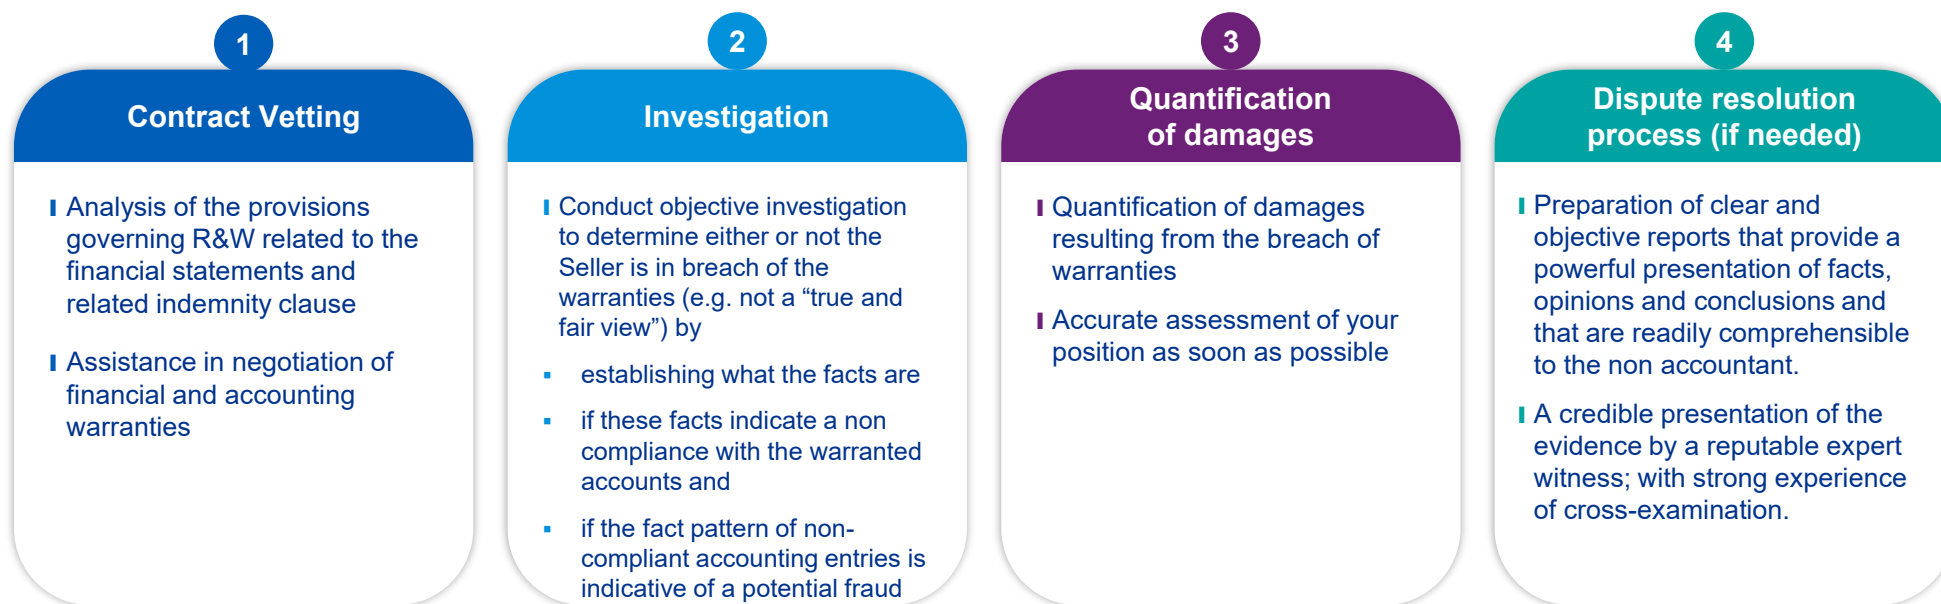 1
Contract Vetting
Analysis of the provisions
governing R&W related to the
financial statements and
related indemnity clause
Assistance in negotiation of
financial and accounting
warranties
2
Investigation
Conduct objective investigation
to determine either or not the
Seller is in breach of the
warranties (e.g. not a “true and
fair view”) by
establishing what the facts are
if these facts indicate a non
compliance with the warranted
accounts and
if the fact pattern of non-
compliant accounting entries is
indicative of a potential fraud
3
Quantification
of damages
Quantification of damages
resulting from the breach of
warranties
Accurate assessment of your
position as soon as possible
4
Dispute resolution
process (if needed)
Preparation of clear and
objective reports that provide a
powerful presentation of facts,
opinions and conclusions and
that are readily comprehensible
to the non accountant.
A credible presentation of the
evidence by a reputable expert
witness; with strong experience
of cross-examination.